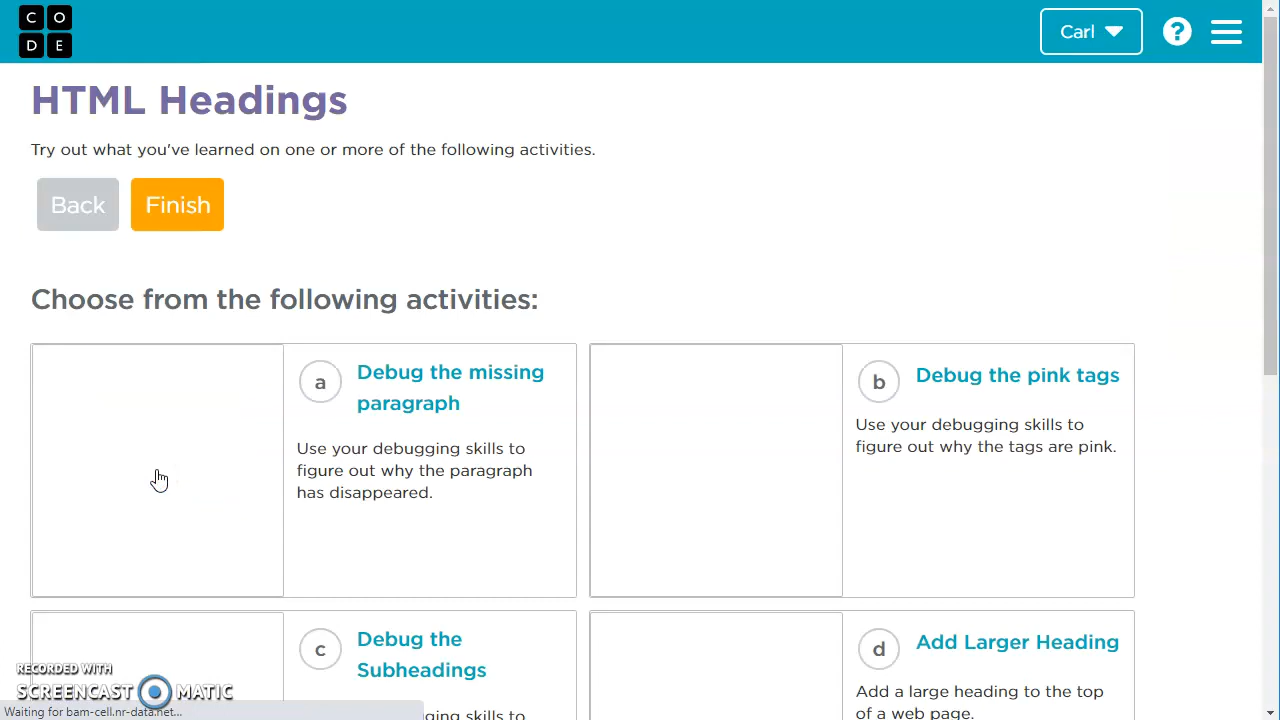 C O
D E
Carl
?
HTML Headings
Try out what you've learned on one or more of the following activities.
Back
Finish
Choose from the following activities:
a
Debug the missing
paragraph
Use your debugging skills to
figure out why the paragraph
has disappeared.
b
Debug the pink tags
Use your debugging skills to
figure out why the tags are pink.
c
Debug the
Subheadings
ging skills to
d
Add Larger Heading
Add a large heading to the top
of a web page.
RECORDED WITH
SCREENCAST MATIC
Waiting for bam-cell.nr-data.net...